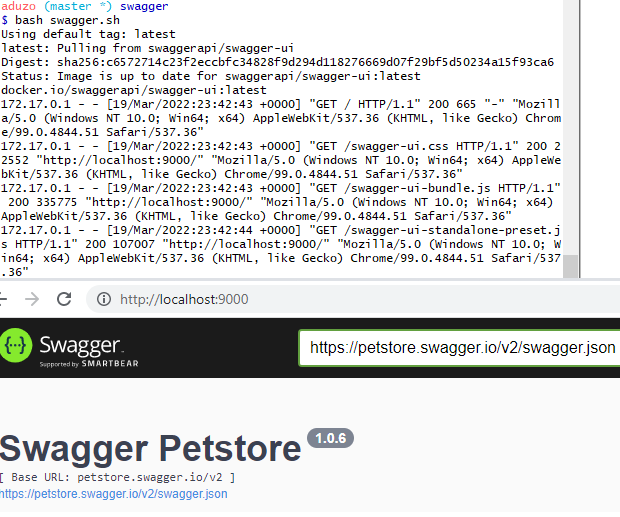 aduzo (master *) swagger
$ bash swagger.sh
Using default tag: latest
latest: Pulling from swaggerapi/swagger-ui
Digest: sha256:c6572714c23f2eccbfc34828f9d294d118276669d07f29bf5d50234a15f93ca6
Status: Image is up to date for swaggerapi/swagger-ui:latest
docker.io/swaggerapi/swagger-ui:latest
172.17.0.1 - - [19/Mar/2022:23:42:43 +0000] "GET / HTTP/1.1" 200 665 "-" "Mozill
a/5.0 (Windows NT 10.0; Win64; x64) AppleWebKit/537.36 (KHTML, like Gecko) Chrom
e/99.0.4844.51 Safari/537.36"
172.17.0.1 - - [19/Mar/2022:23:42:43 +0000] "GET /swagger-ui.css HTTP/1.1" 200 2
2552 "http://localhost:9000/" "Mozilla/5.0 (Windows NT 10.0; Win64; x64) AppleWe
bKit/537.36 (KHTML, like Gecko) Chrome/99.0.4844.51 Safari/537.36"
172.17.0.1 - - [19/Mar/2022:23:42:43 +0000] "GET /swagger-ui-bundle.js HTTP/1.1"
 200 335775 "http://localhost:9000/" "Mozilla/5.0 (Windows NT 10.0; Win64; x64)
AppleWebKit/537.36 (KHTML, like Gecko) Chrome/99.0.4844.51 Safari/537.36"
172.17.0.1 - - [19/Mar/2022:23:42:44 +0000] "GET /swagger-ui-standalone-preset.j
s HTTP/1.1" 200 107007 "http://localhost:9000/" "Mozilla/5.0 (Windows NT 10.0; W
in64; x64) AppleWebKit/537.36 (KHTML, like Gecko) Chrome/99.0.4844.51 Safari/537
.36"
http://localhost:9000
Swagger
Supported by SMARTBEAR
https://petstore.swagger.io/v2/swagger.json
Swagger Petstore 1.0.6
[ Base URL: petstore.swagger.io/v2 ]
https://petstore.swagger.io/v2/swagger.json